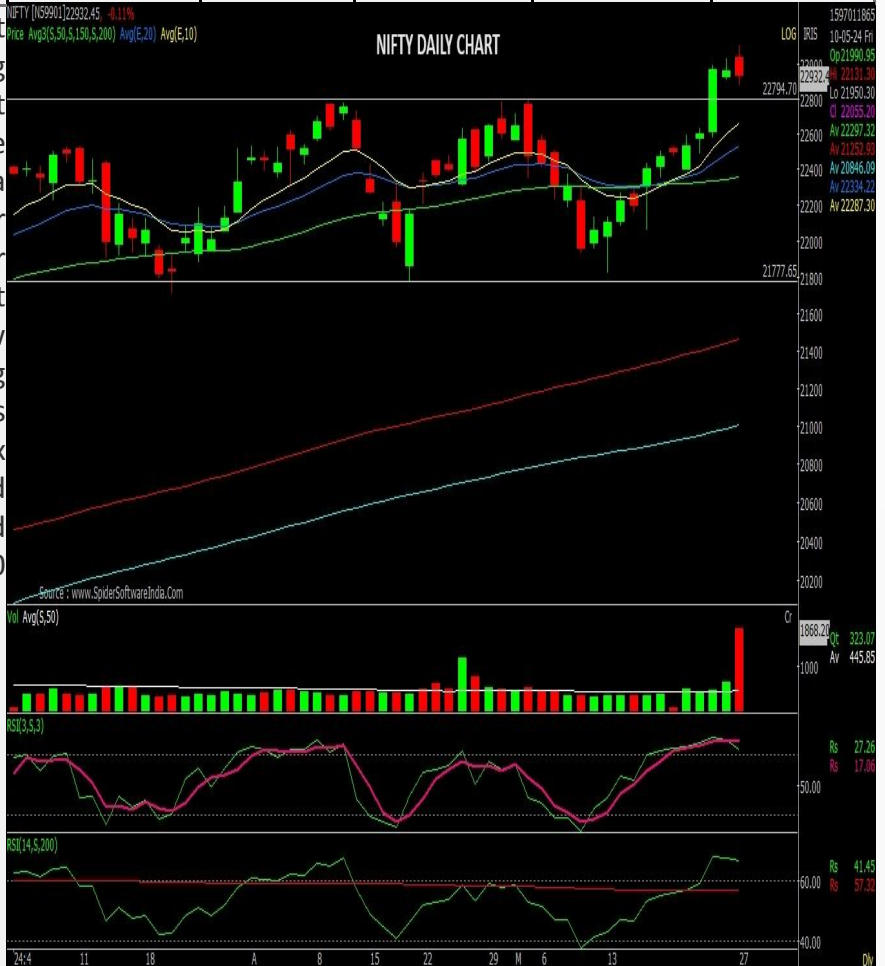 NIFTY [N59901]22932.45, -0.11%
Price Avg3(S,50,S,150,S,200) Avg(E,20) Avg(E,10)
NIFTY DAILY CHART
LOG
IRIS
1597011865
10-05-24 Fri
Op 21990.95
Hi 22131.30
Lo 21950.30
Cl 22055.20
Av 22297.32
Av 21252.93
Av 20846.09
Av 22334.22
Av 22287.30
23000
22932.4
22794.70
22800
22600
22400
22200
22000
21777.65
21800
21600
21400
21200
21000
20800
20600
20400
20200
Source : www.SpiderSoftwareIndia.Com
Vol Avg(S,50)
Cr
1868.20
1000
Qt 323.07
Av 445.85
RSI(3,S,3)
50.00
Rs 27.26
Rs 17.06
RSI(14,S,200)
60.00
40.00
Rs 41.45
Rs 57.32
24:4 11 18 A 8 15 22 29 M 6 13 27
Dly